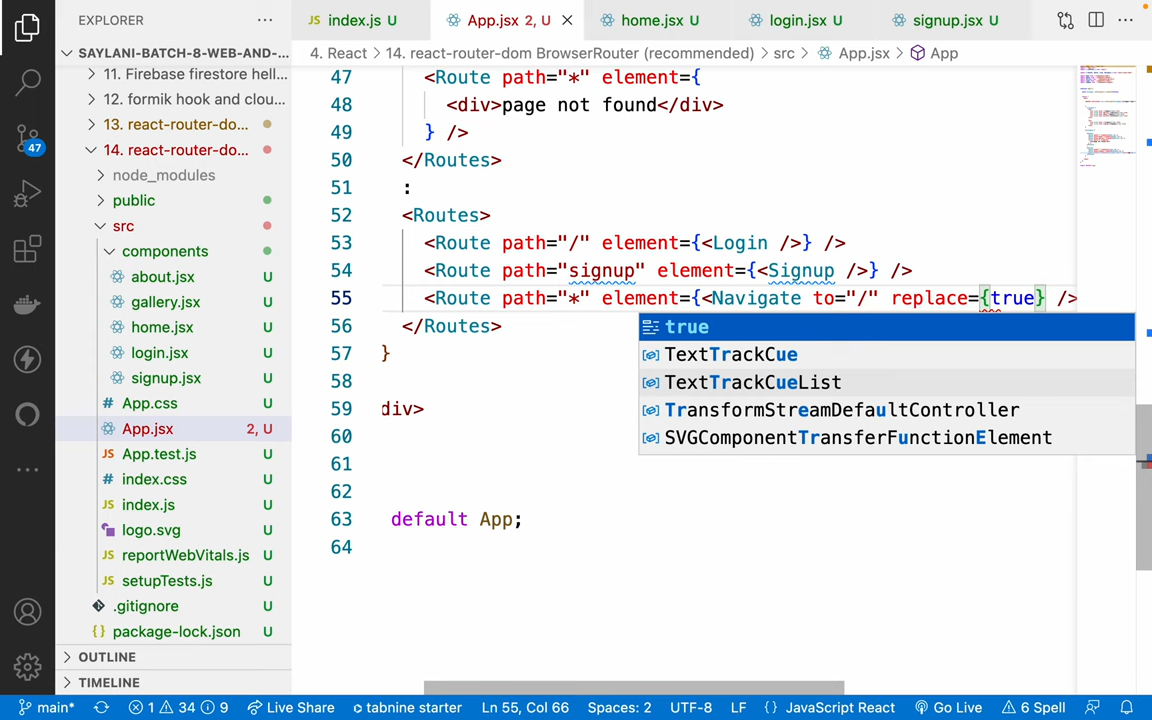 EXPLORER
index.js U
App.jsx 2, U
home.jsx U
login.jsx U
signup.jsx U
SAYLANI-BATCH-8-WEB-AND-...
4. React > 14. react-router-dom BrowserRouter (recommended) > src > App.jsx > App
11. Firebase firestore hell...
12. formik hook and clou...
13. react-router-do...
14. react-router-do...
node_modules
public
src
components
about.jsx U
gallery.jsx U
home.jsx U
login.jsx U
signup.jsx U
App.css U
App.jsx 2, U
App.test.js U
index.css U
index.js U
logo.svg U
reportWebVitals.js U
setupTests.js U
.gitignore U
package-lock.json U
OUTLINE
TIMELINE
47
47 <Route path="*" element={
48 <div>page not found</div>
49 } />
50 </Routes>
51 :
52 <Routes>
53 <Route path="/" element={<Login />} />
54 <Route path="signup" element={<Signup />} />
55 <Route path="*" element={<Navigate to="/" replace={true} />
56 </Routes>
57 }
58
59 div>
60
61
62
63 default App;
64
true
TextTrackCue
TextTrackCueList
TransformStreamDefaultController
SVGComponentTransferFunctionElement
main* 1 34 9 Live Share tabnine starter Ln 55, Col 66 Spaces: 2 UTF-8 LF {} JavaScript React Go Live 6 Spell